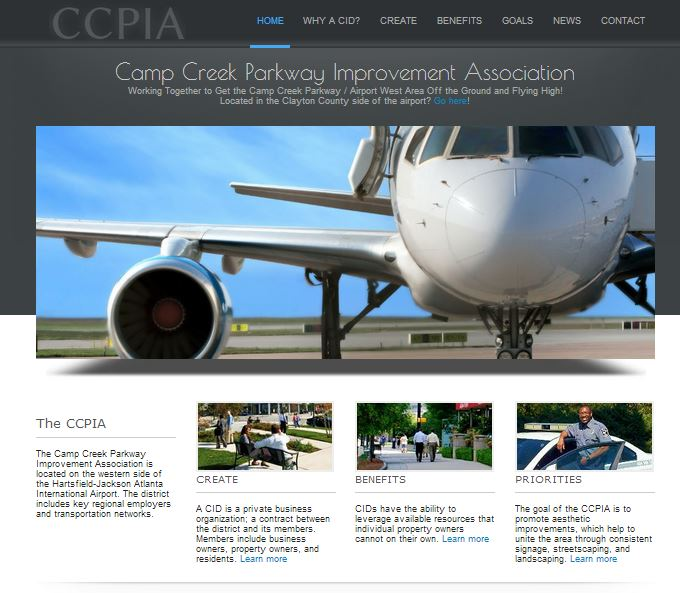 CCPIA
HOME WHY A CID? CREATE BENEFITS GOALS NEWS CONTACT
Camp Creek Parkway Improvement Association
Working Together to Get the Camp Creek Parkway / Airport West Area Off the Ground and Flying High!
Located in the Clayton County side of the airport? Go here!
The CCPIA
The Camp Creek Parkway
Improvement Association is
located on the western side of
the Hartsfield-Jackson Atlanta
International Airport. The district
includes key regional employers
and transportation networks.
CREATE
A CID is a private business
organization; a contract between
the district and its members.
Members include business
owners, property owners, and
residents. Learn more
BENEFITS
CIDs have the ability to
leverage available resources that
individual property owners
cannot on their own. Learn more
PRIORITIES
The goal of the CCPIA is to
promote aesthetic
improvements, which help to
unite the area through consistent
signage, streetscaping, and
landscaping. Learn more